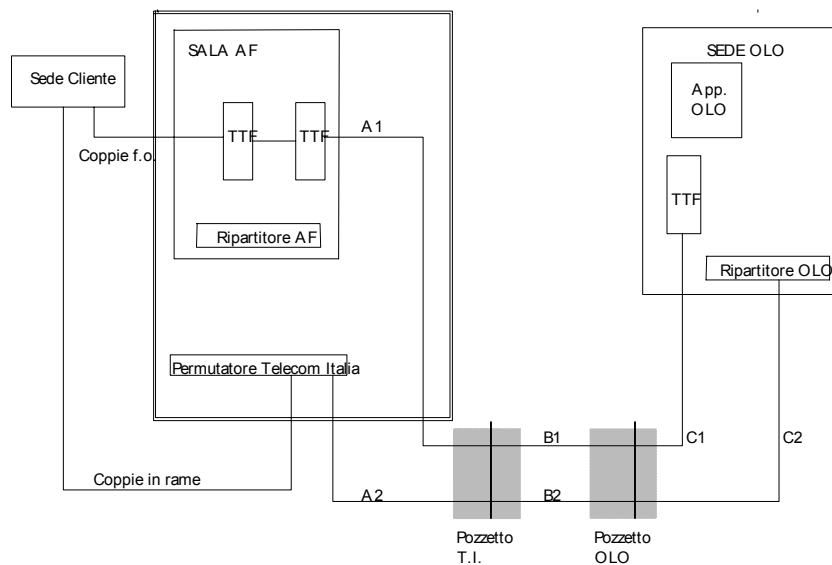 SALA AF
SEDE OLO
Sede Cliente
App.
OLO
TTF
TTF
A1
Coppie f.o.
TTF
Ripartitore AF
Ripartitore OLO
Permutatore Telecom Italia
B1
C1
C2
Coppie in rame
A2
B2
Pozzetto
T.I.
Pozzetto
OLO